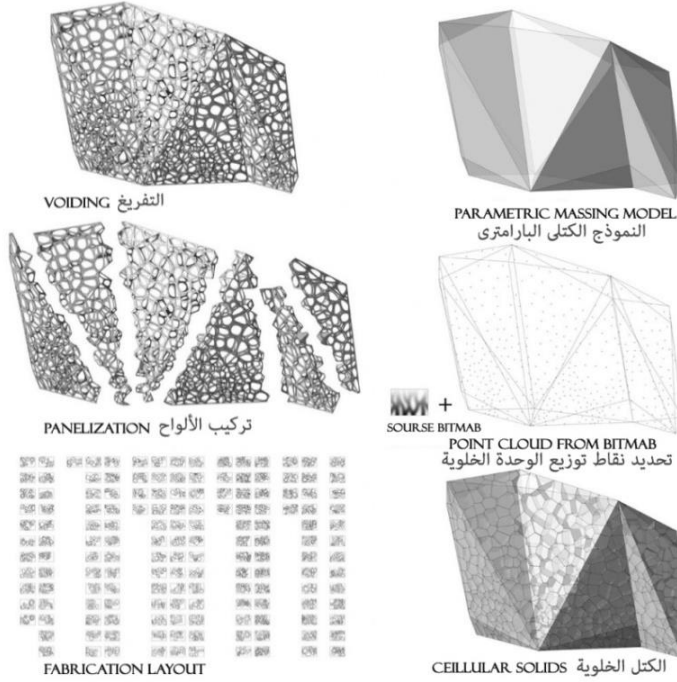 VOIDING التفريغ
PARAMETRIC MASSING MODEL
النموذج الكتلى البارامترى
PANELIZATION تركيب الألواح
+
SOURSE BITMAB
POINT CLOUD FROM BITMAB
تحديد نقاط توزيع الوحدة الخلوية
FABRICATION LAYOUT
CEILLULAR SOLIDS الكتل الخلوية